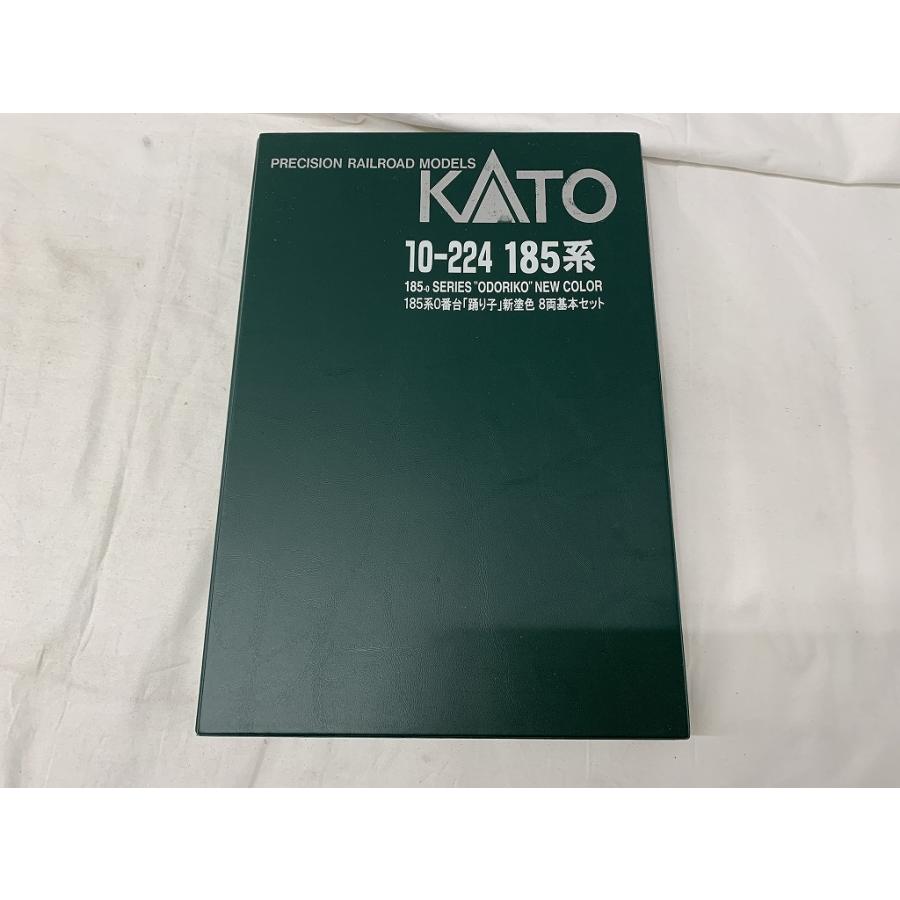 PRECISION RAILROAD MODELS
KATO
10-224 185系
185-0 SERIES "ODORIKO" NEW COLOR
185系0番台「踊り子」新塗色 8両基本セット